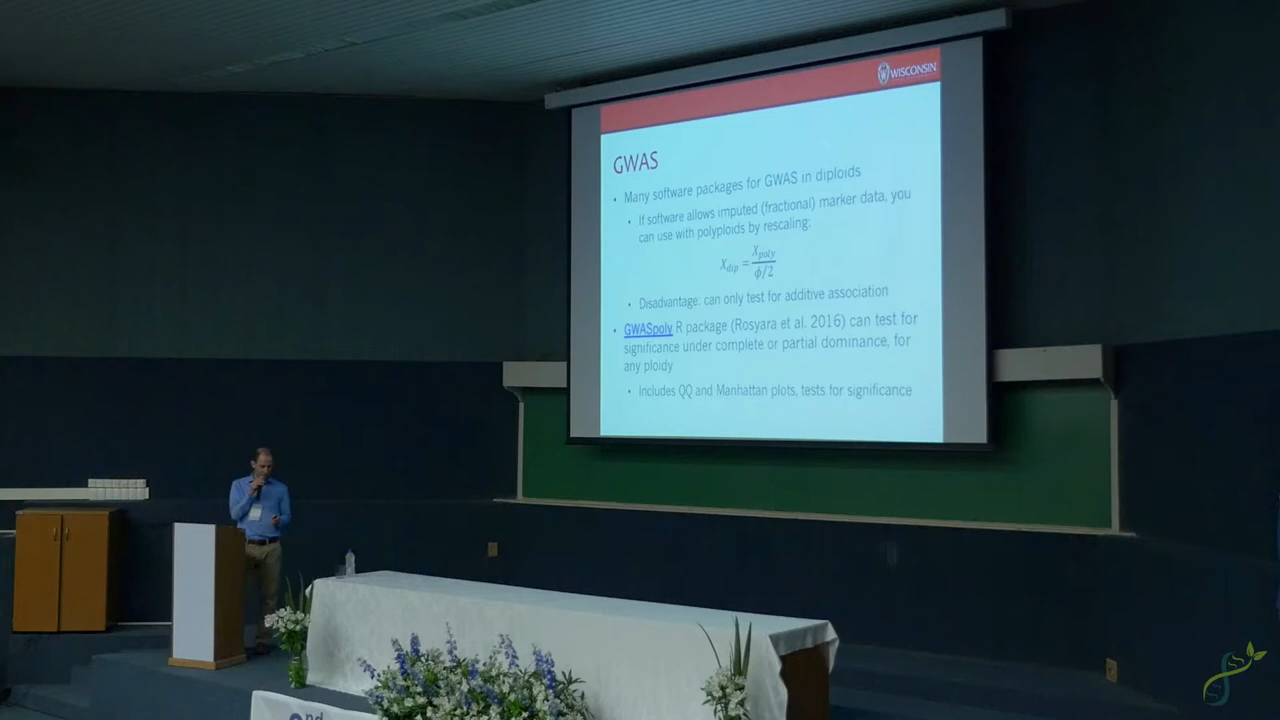 WISCONSIN
GWAS
• Many software packages for GWAS in diploids
• If software allows imputed (fractional) marker data, you
can use with polyploids by rescaling:
X_dip = X_poly / (ϕ/2)
• Disadvantage: can only test for additive association
• GWASpoly R package (Rosyara et al. 2016) can test for
significance under complete or partial dominance, for
any ploidy
• Includes QQ and Manhattan plots, tests for significance
nd